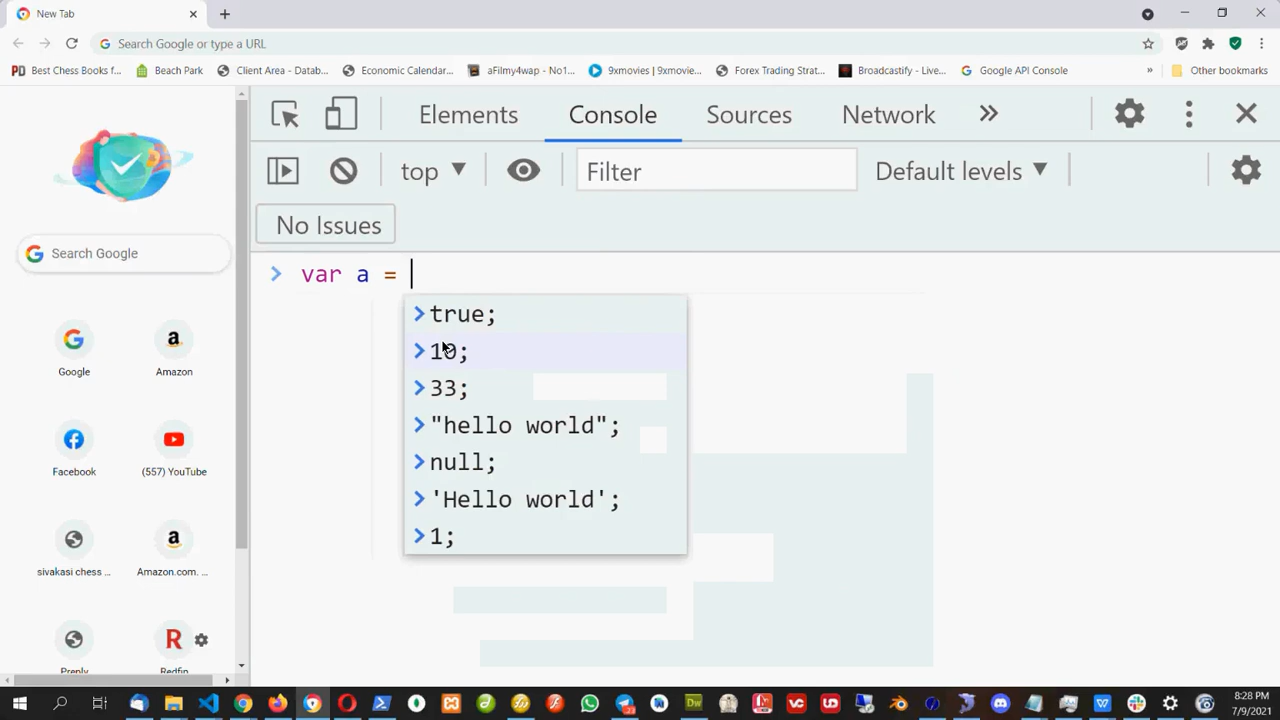 New Tab
Search Google or type a URL
Best Chess Books f...
Beach Park
Client Area - Datab...
Economic Calendar...
aFilmy4wap - No1...
9xmovies | 9xmovie...
Forex Trading Strat...
Broadcastify - Live...
Google API Console
»
Other bookmarks
Elements
Console
Sources
Network
top
Filter
Default levels
No Issues
> var a =
> true;
> 10;
> 33;
> "hello world";
> null;
> 'Hello world';
> 1;
Search Google
Google
Amazon
Facebook
(557) YouTube
sivakasi chess ...
Amazon.com. ...
Preply
Redfin
8:28 PM
7/9/2021